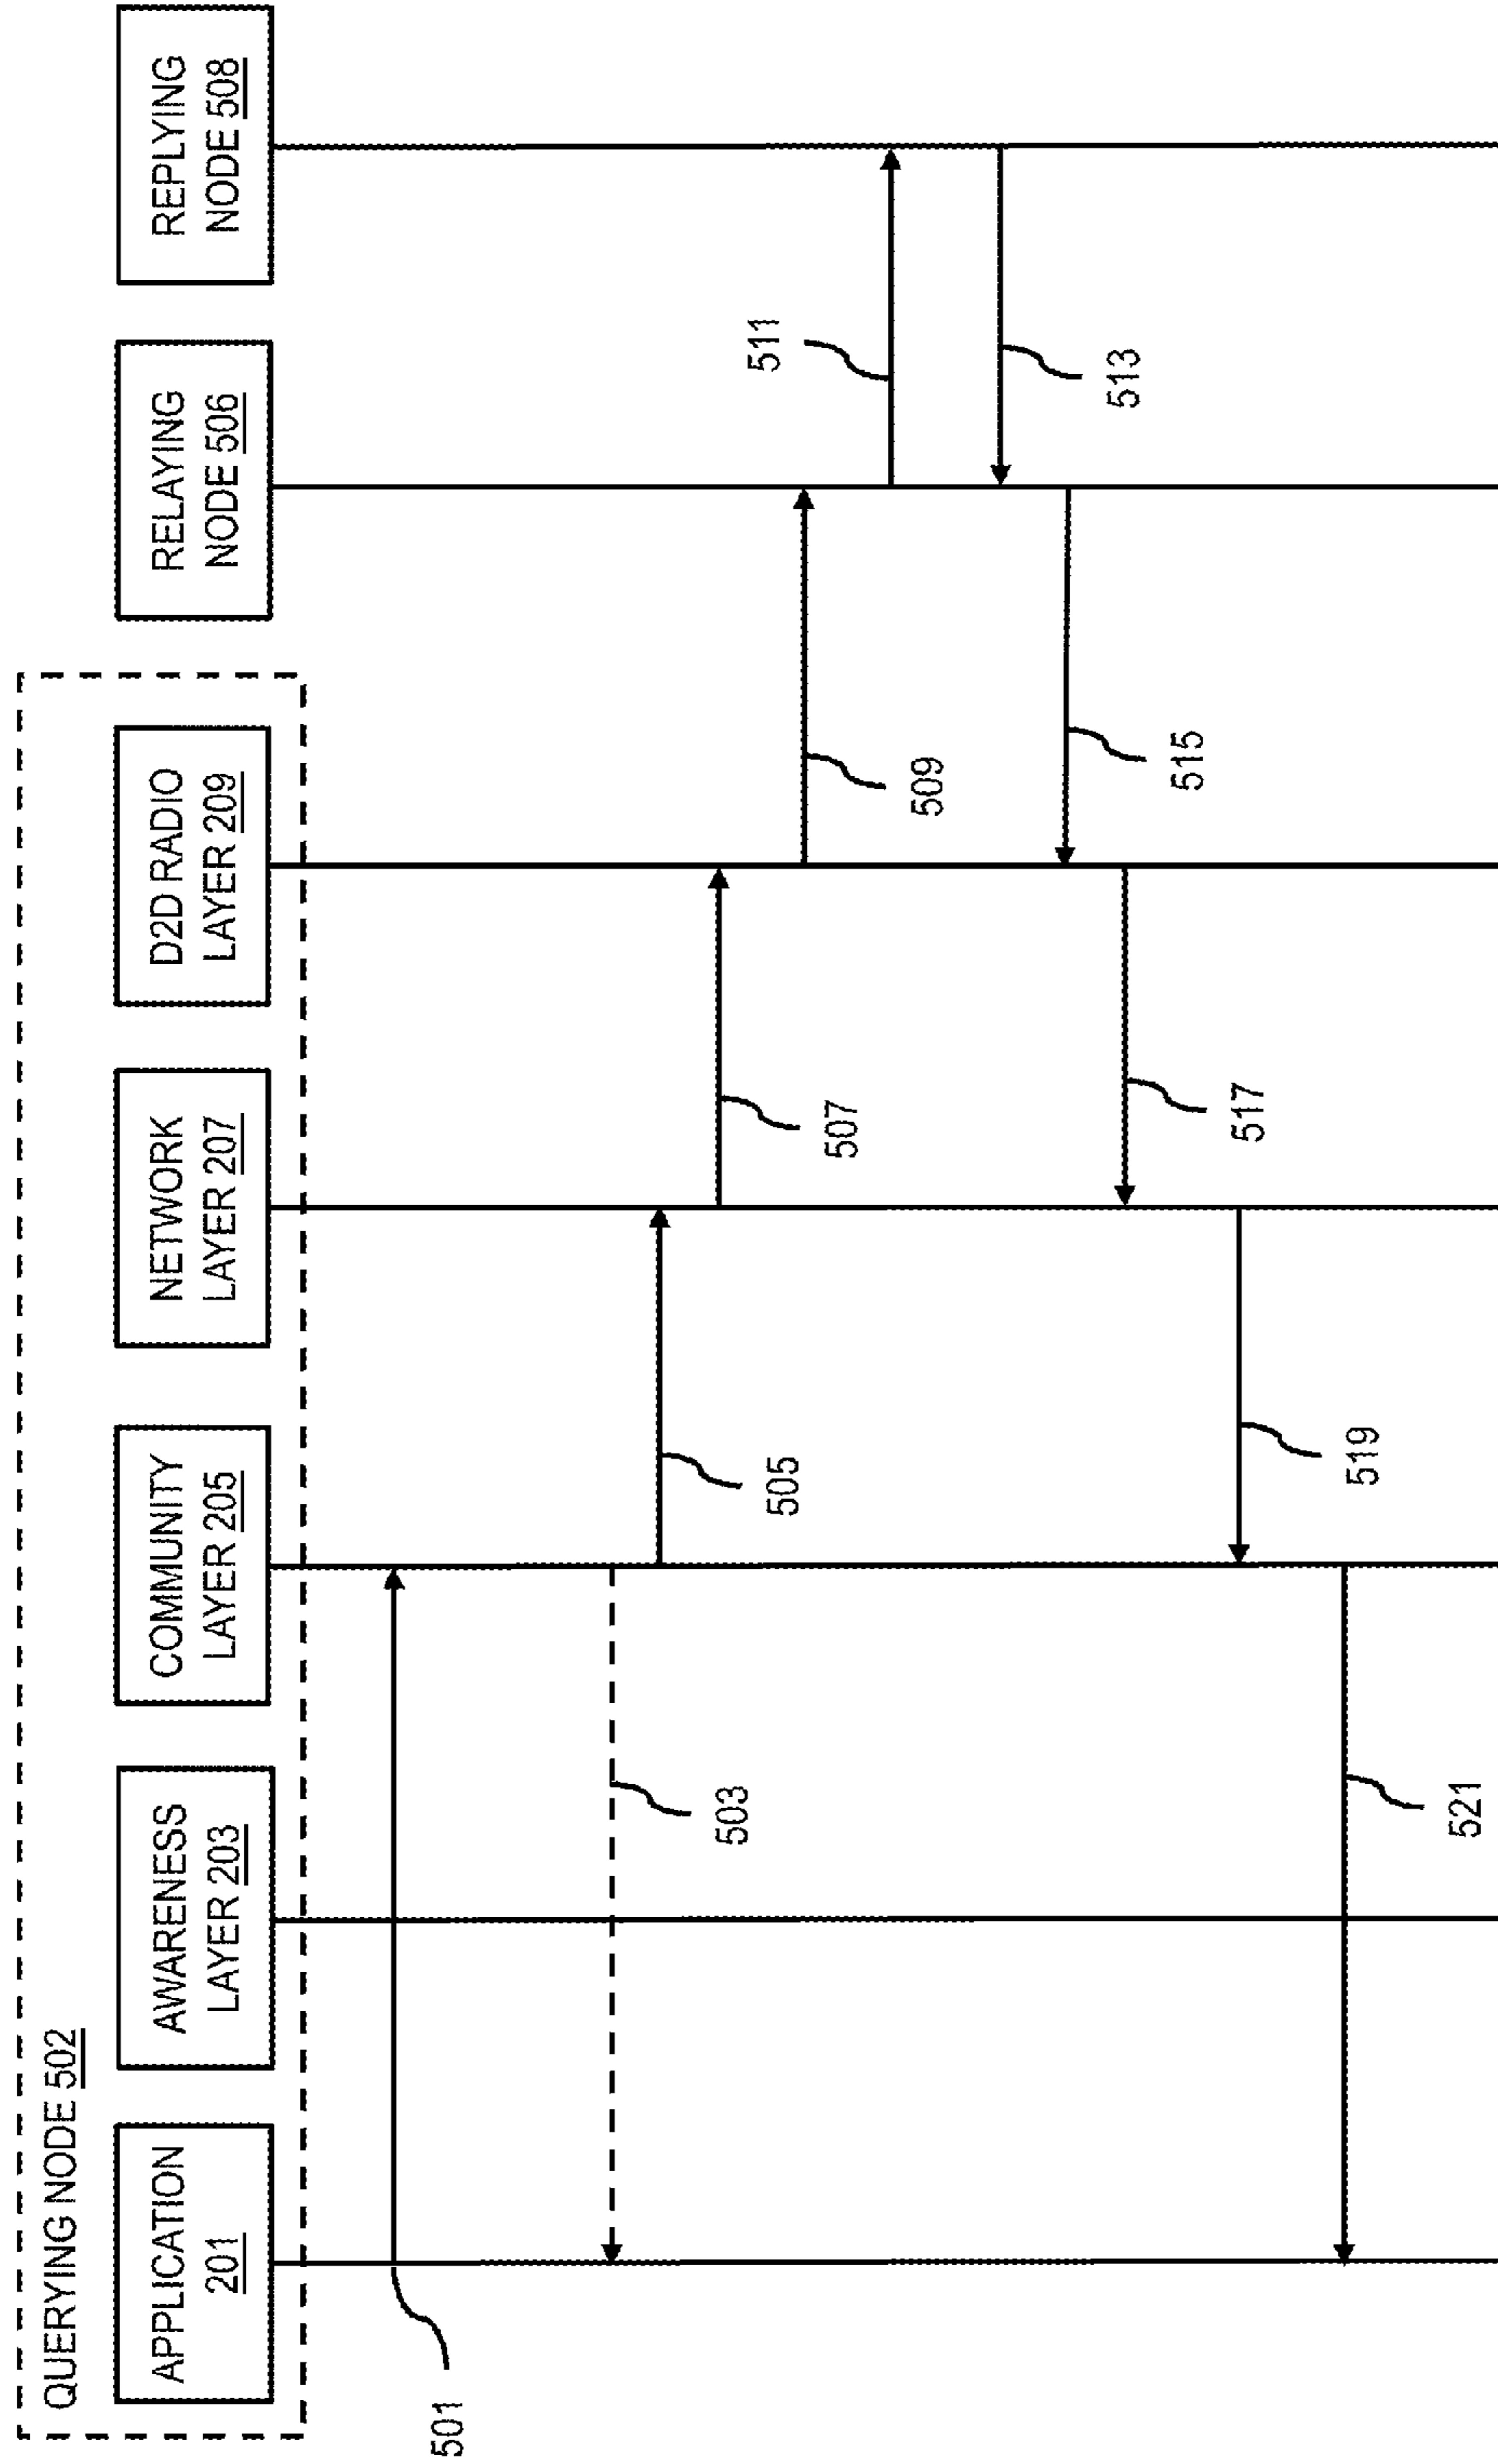 QUERYING NODE 502
APPLICATION
201
AWARENESS
LAYER 203
COMMUNITY
LAYER 205
NETWORK
LAYER 207
D2D RADIO
LAYER 209
RELAYING
NODE 506
REPLYING
NODE 508
501
503
505
507
509
511
513
515
517
519
521